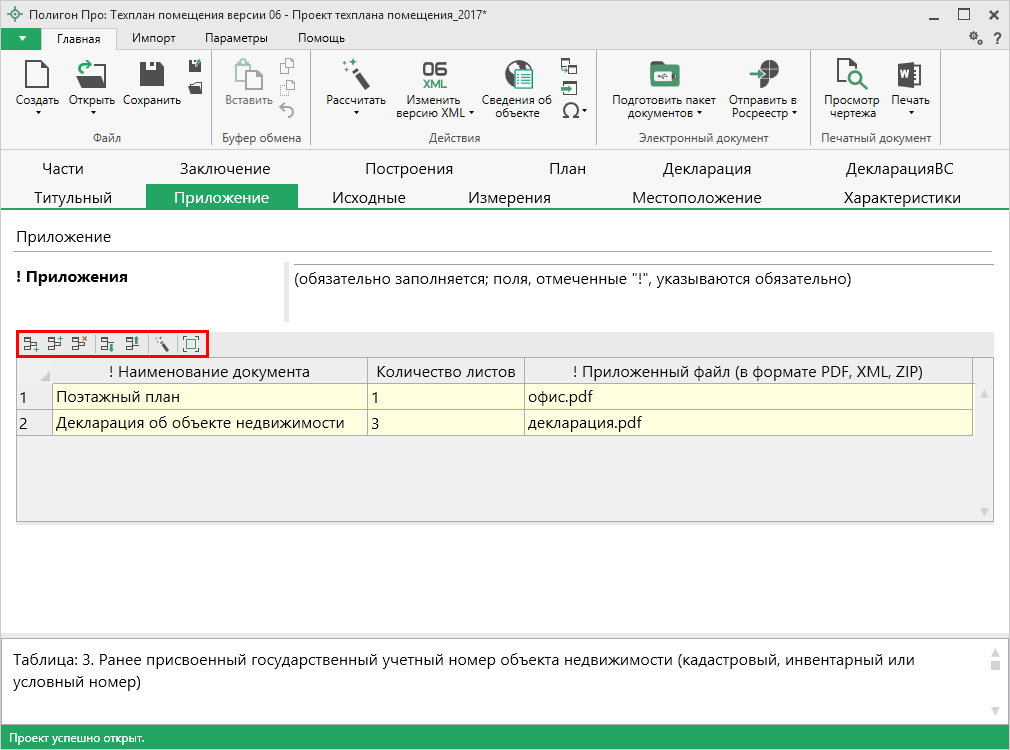 Полигон Про: Техплан помещения версии 06 - Проект техплана помещения_2017*
Главная Импорт Параметры Помощь ?
Создать Открыть Сохранить Вставить Рассчитать 06 XML Изменить версию XML Сведения об объекте Ω Подготовить пакет документов Отправить в Росреестр Просмотр чертежа W Печать
Файл Буфер обмена Действия Электронный документ Печатный документ
Части Заключение Построения План Декларация ДекларацияВС
Титульный Приложение Исходные Измерения Местоположение Характеристики
Приложение
! Приложения (обязательно заполняется; поля, отмеченные "!", указываются обязательно)
! Наименование документа Количество листов ! Приложенный файл (в формате PDF, XML, ZIP)
1 Поэтажный план 1 офис.pdf
2 Декларация об объекте недвижимости 3 декларация.pdf
Таблица: 3. Ранее присвоенный государственный учетный номер объекта недвижимости (кадастровый, инвентарный или
условный номер)
Проект успешно открыт.